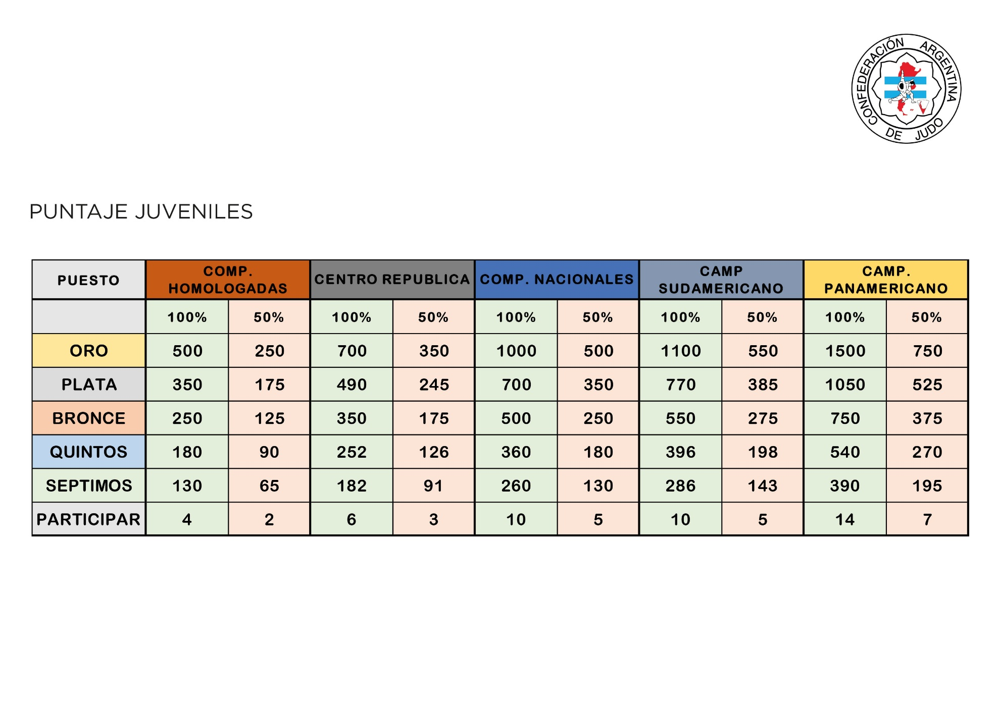 CONFEDERACIÓN ARGENTINA
DE JUDO
PUNTAJE JUVENILES
PUESTO COMP. HOMOLOGADAS CENTRO REPUBLICA COMP. NACIONALES CAMP SUDAMERICANO CAMP. PANAMERICANO
100% 50% 100% 50% 100% 50% 100% 50% 100% 50%
ORO 500 250 700 350 1000 500 1100 550 1500 750
PLATA 350 175 490 245 700 350 770 385 1050 525
BRONCE 250 125 350 175 500 250 550 275 750 375
QUINTOS 180 90 252 126 360 180 396 198 540 270
SEPTIMOS 130 65 182 91 260 130 286 143 390 195
PARTICIPAR 4 2 6 3 10 5 10 5 14 7